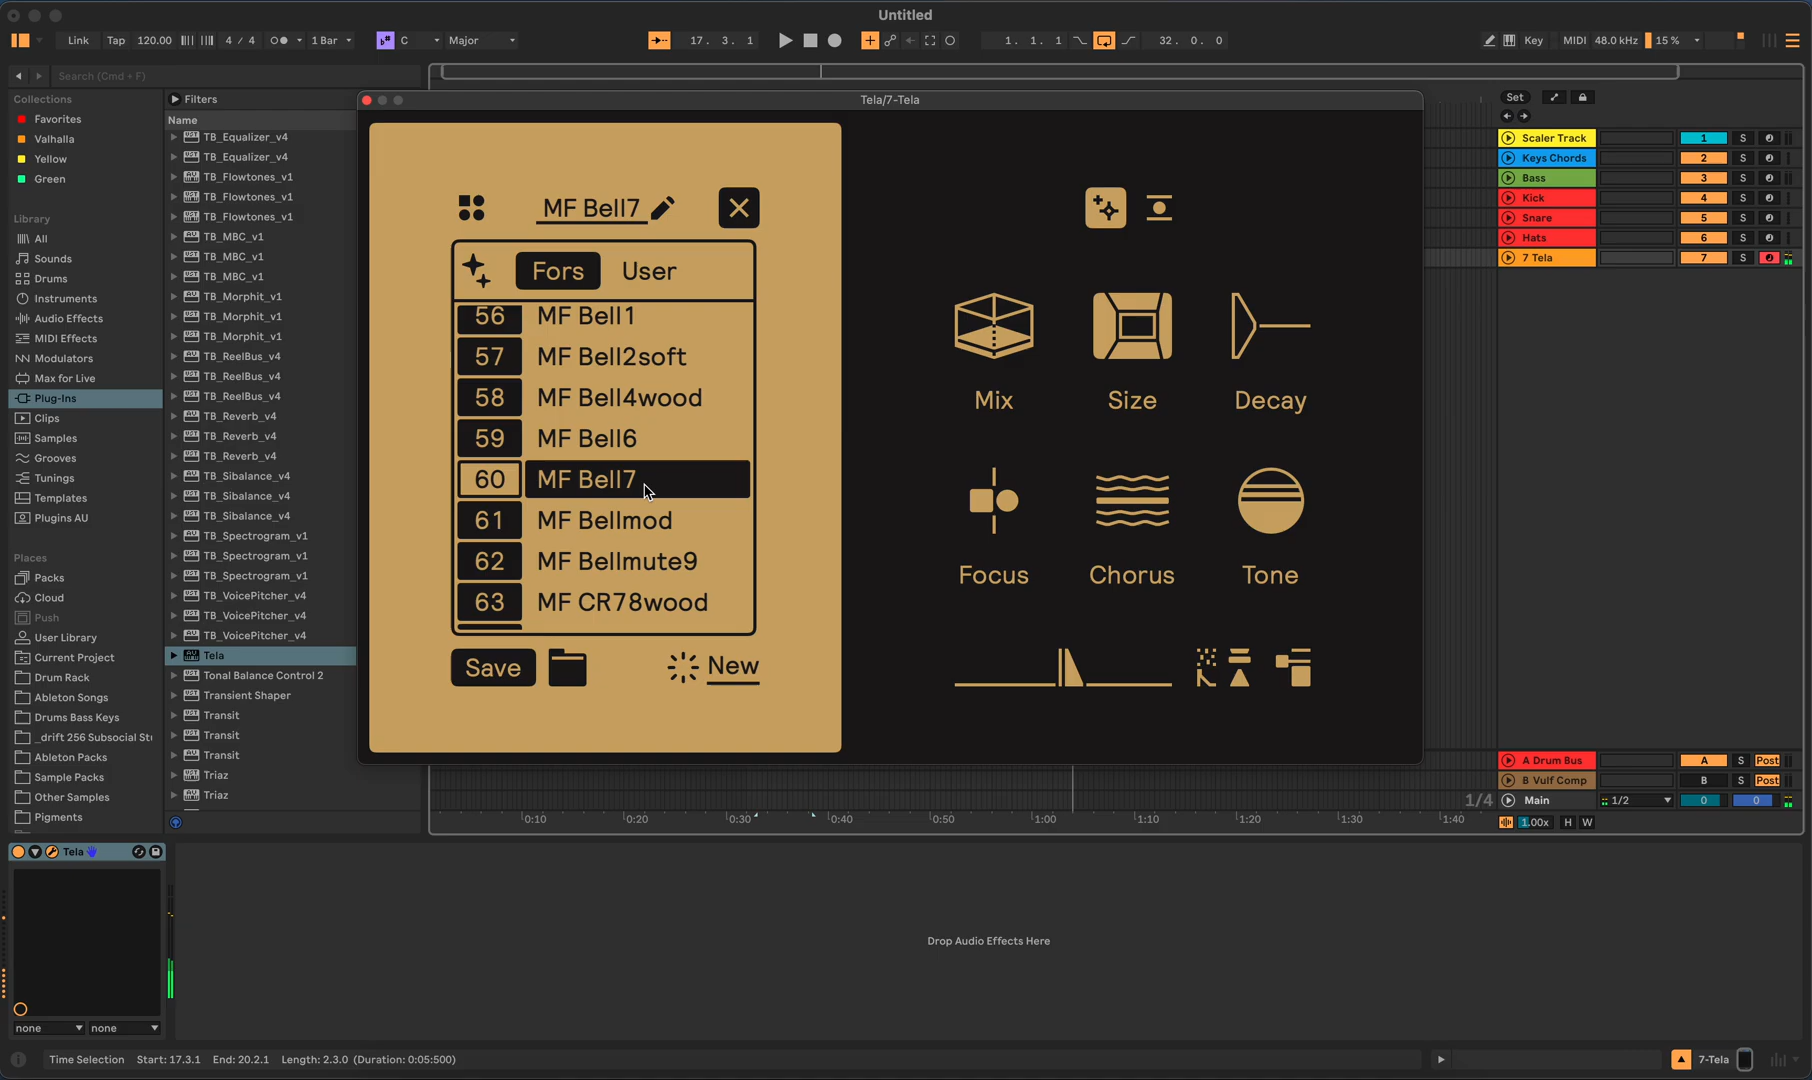 Untitled
Link Tap 120.00 4 / 4 1 Bar C Major 17. 3. 1 1. 1. 1 32. 0. 0 Key MIDI 48.0 kHz 15 %
Search (Cmd + F)
Collections
Favorites
Valhalla
Yellow
Green
Library
All
Sounds
Drums
Instruments
Audio Effects
MIDI Effects
Modulators
Max for Live
Plug-Ins
Clips
Samples
Grooves
Tunings
Templates
Plugins AU
Places
Packs
Cloud
Push
User Library
Current Project
Drum Rack
Ableton Songs
Drums Bass Keys
_drift 256 Subsocial Stu
Ableton Packs
Sample Packs
Other Samples
Pigments
Filters
Name
TB_Equalizer_v4
TB_Equalizer_v4
TB_Flowtones_v1
TB_Flowtones_v1
TB_Flowtones_v1
TB_MBC_v1
TB_MBC_v1
TB_MBC_v1
TB_Morphit_v1
TB_Morphit_v1
TB_Morphit_v1
TB_ReelBus_v4
TB_ReelBus_v4
TB_ReelBus_v4
TB_Reverb_v4
TB_Reverb_v4
TB_Reverb_v4
TB_Sibalance_v4
TB_Sibalance_v4
TB_Sibalance_v4
TB_Spectrogram_v1
TB_Spectrogram_v1
TB_Spectrogram_v1
TB_VoicePitcher_v4
TB_VoicePitcher_v4
TB_VoicePitcher_v4
Tela
Tonal Balance Control 2
Transient Shaper
Transit
Transit
Transit
Triaz
Triaz
Tela/7-Tela
MF Bell7
Fors User
56 MF Bell1
57 MF Bell2soft
58 MF Bell4wood
59 MF Bell6
60 MF Bell7
61 MF Bellmod
62 MF Bellmute9
63 MF CR78wood
Save New
Mix Size Decay
Focus Chorus Tone
Set
Scaler Track 1 S
Keys Chords 2 S
Bass 3 S
Kick 4 S
Snare 5 S
Hats 6 S
7 Tela 7 S
A Drum Bus A S Post
B Vulf Comp B S Post
1/4 Main 1/2 0 0
0:10 0:20 0:30 0:40 0:50 1:00 1:10 1:20 1:30 1:40
1.00x H W
Tela
none none
Drop Audio Effects Here
Time Selection Start: 17.3.1 End: 20.2.1 Length: 2.3.0 (Duration: 0:05:500)
7-Tela